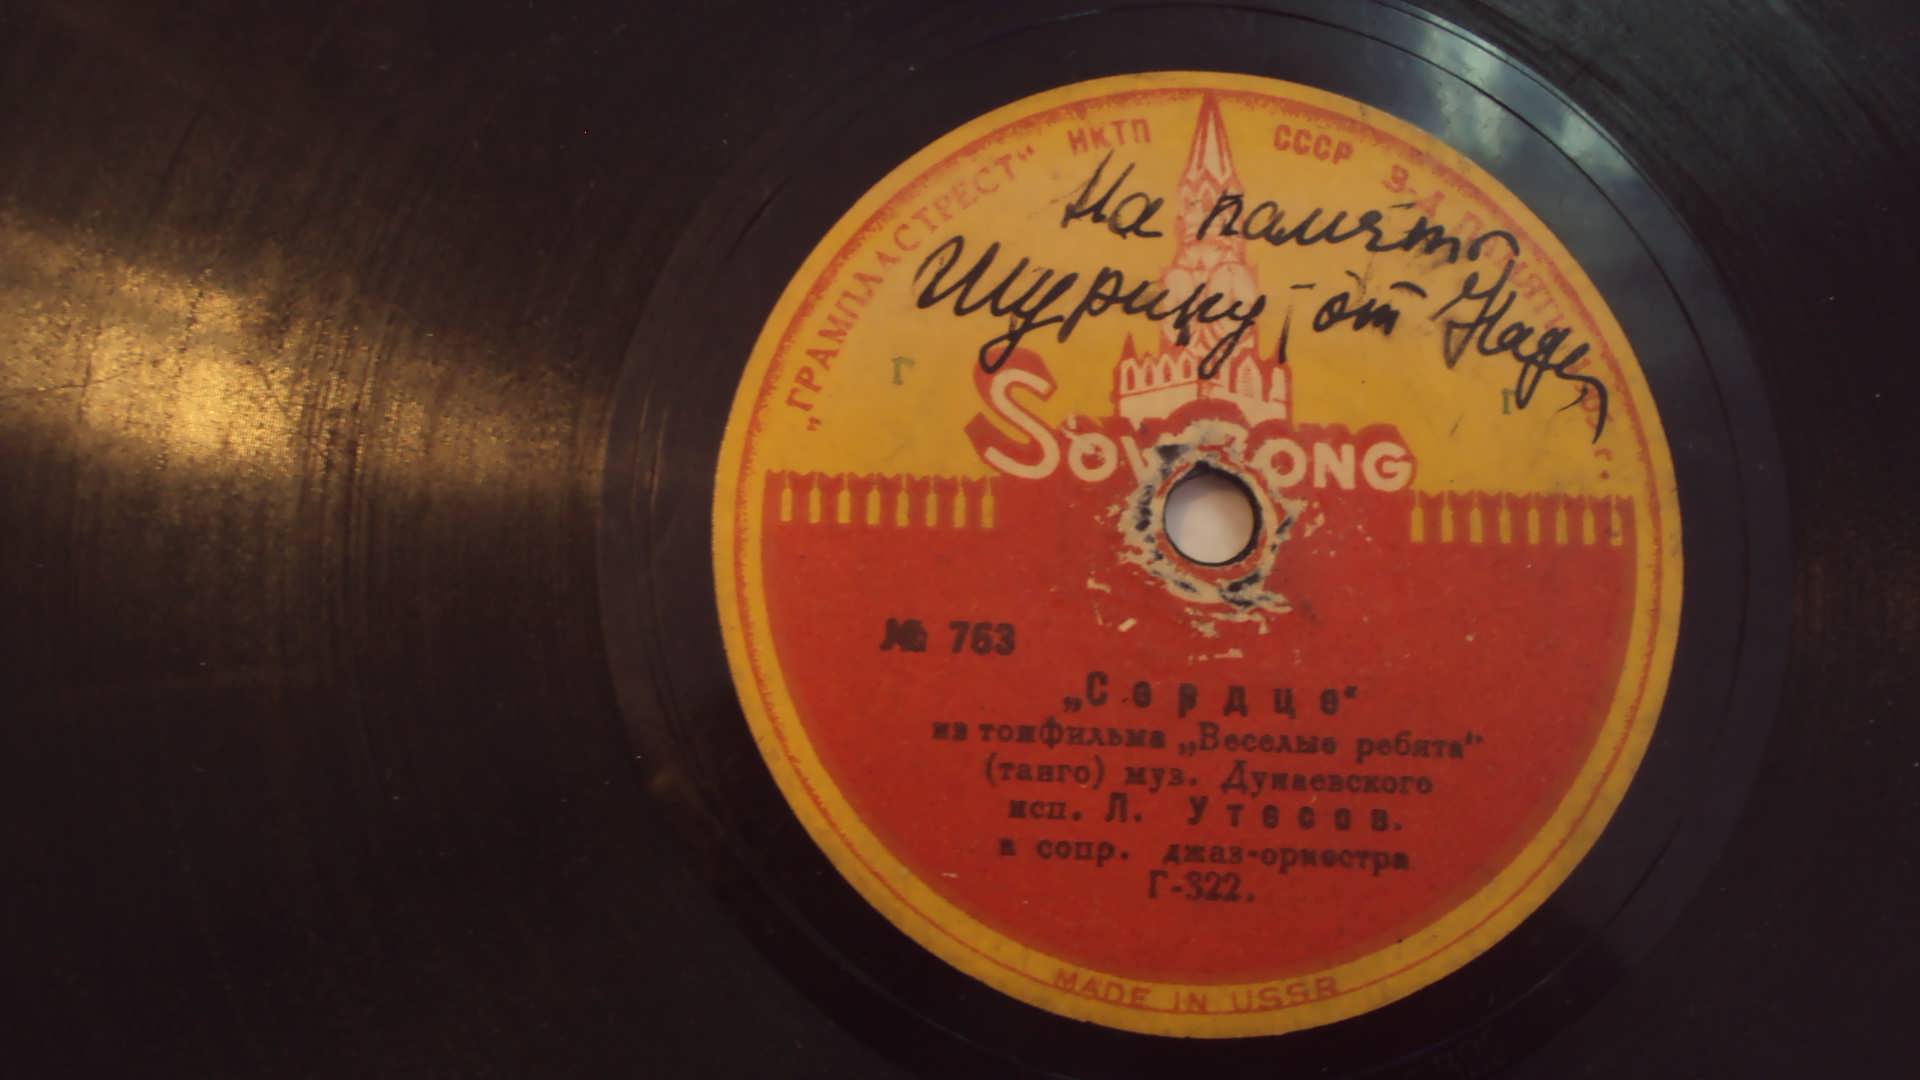 „ГРАМПЛАСТРЕСТ“ НКТП СССР З-Д ПАМЯТИ
На память
Шурику - от Нади
Г Г
SOVSONG
№ 763
„Сердце“
из тонфильма „Веселые ребята“
(танго) муз. Дунаевского
исп. Л. Утесов.
в сопр. джаз-оркестра
Г-322.
MADE IN USSR